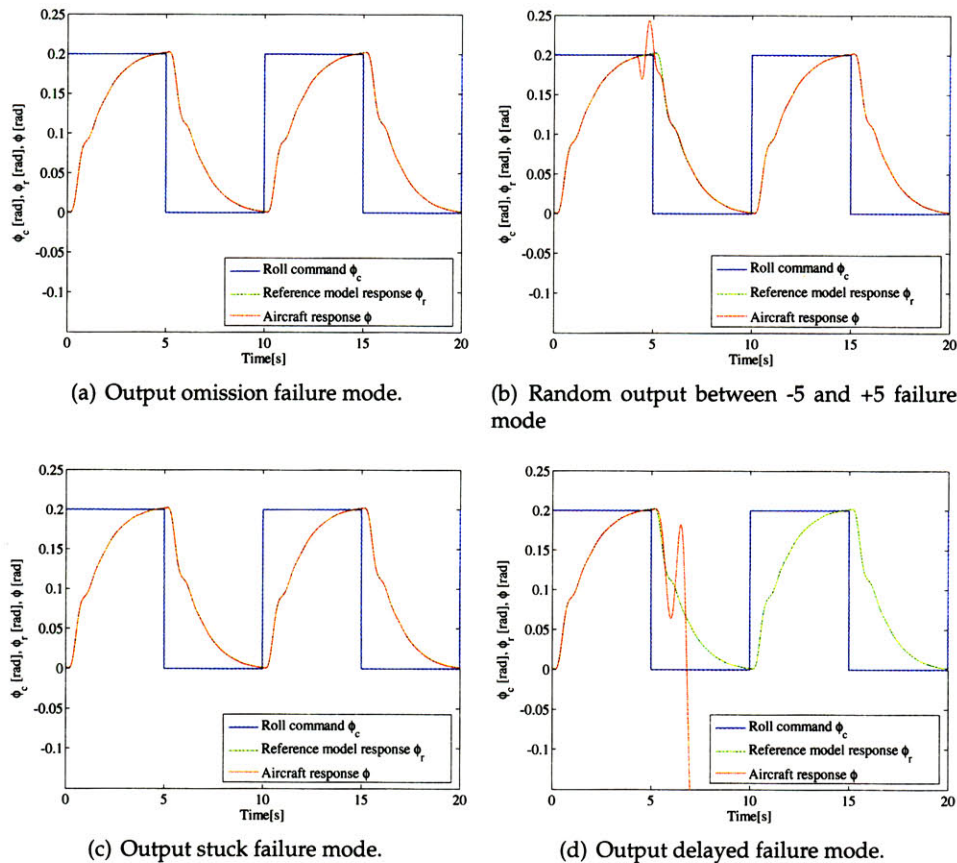 0.25
0.2
0.15
0.1
0.05
0
-0.05
-0.1
ϕc [rad], ϕr [rad], ϕ [rad]
Roll command ϕc
Reference model response ϕr
Aircraft response ϕ
0 5 10 15 20
Time[s]
(a) Output omission failure mode.
0.25
0.2
0.15
0.1
0.05
0
-0.05
-0.1
ϕc [rad], ϕr [rad], ϕ [rad]
Roll command ϕc
Reference model response ϕr
Aircraft response ϕ
0 5 10 15 20
Time[s]
(b) Random output between -5 and +5 failure
mode
0.25
0.2
0.15
0.1
0.05
0
-0.05
-0.1
ϕc [rad], ϕr [rad], ϕ [rad]
Roll command ϕc
Reference model response ϕr
Aircraft response ϕ
0 5 10 15 20
Time[s]
(c) Output stuck failure mode.
0.25
0.2
0.15
0.1
0.05
0
-0.05
-0.1
ϕc [rad], ϕr [rad], ϕ [rad]
Roll command ϕc
Reference model response ϕr
Aircraft response ϕ
0 5 10 15 20
Time[s]
(d) Output delayed failure mode.